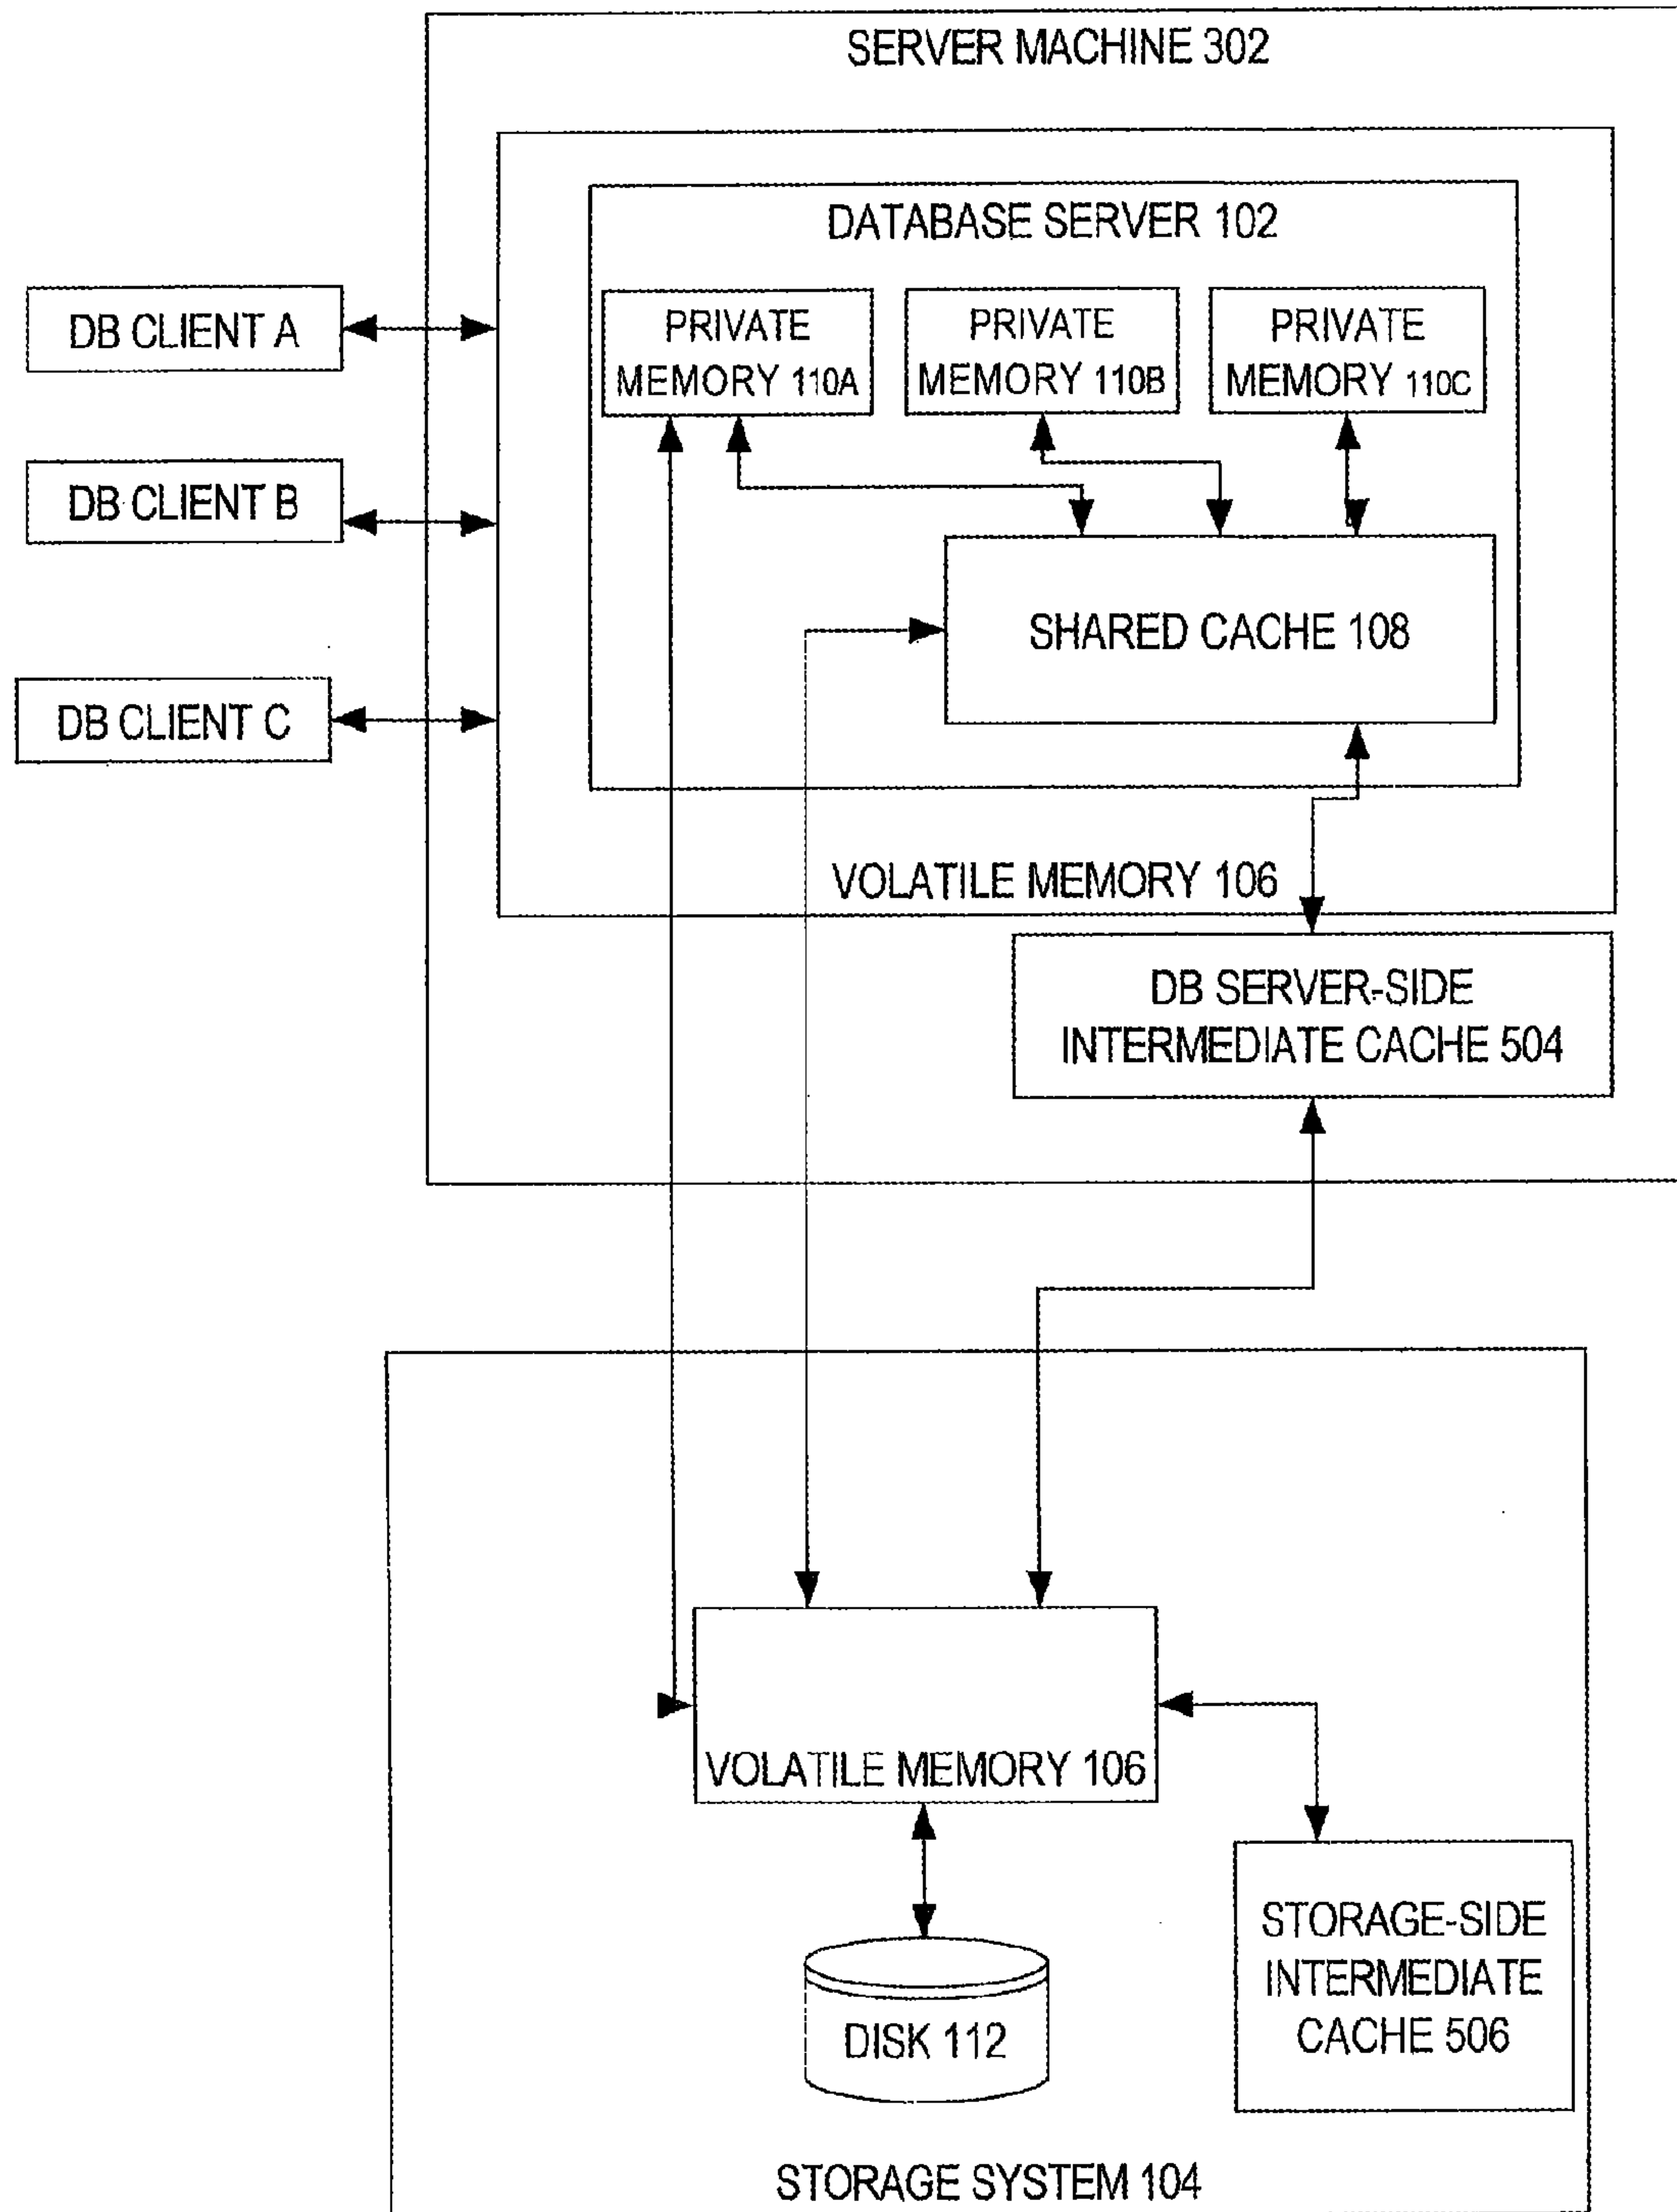 SERVER MACHINE 302
DATABASE SERVER 102
DB CLIENT A
PRIVATE
MEMORY 110A
PRIVATE
MEMORY 110B
PRIVATE
MEMORY 110C
DB CLIENT B
SHARED CACHE 108
DB CLIENT C
VOLATILE MEMORY 106
DB SERVER-SIDE
INTERMEDIATE CACHE 504
VOLATILE MEMORY 106
STORAGE-SIDE
INTERMEDIATE
CACHE 506
DISK 112
STORAGE SYSTEM 104